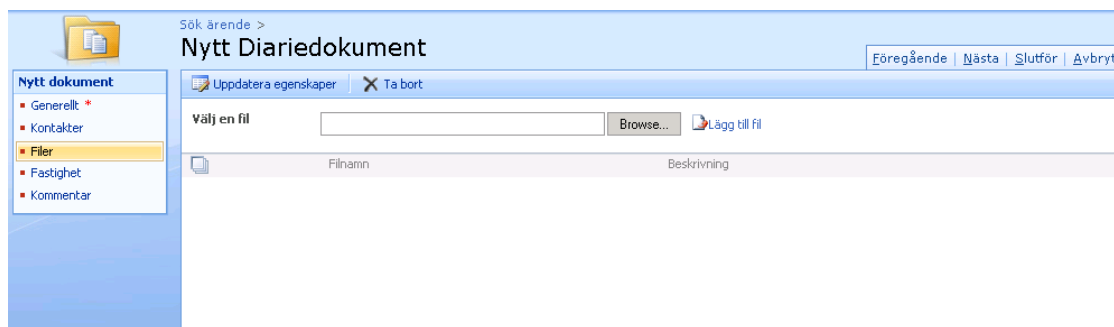 Sök ärende >
Nytt Diariedokument
Föregående | Nästa | Slutför | Avbryt
Nytt dokument
Uppdatera egenskaper Ta bort
Generellt *
Kontakter
Filer
Fastighet
Kommentar
Välj en fil Browse... Lägg till fil
Filnamn Beskrivning